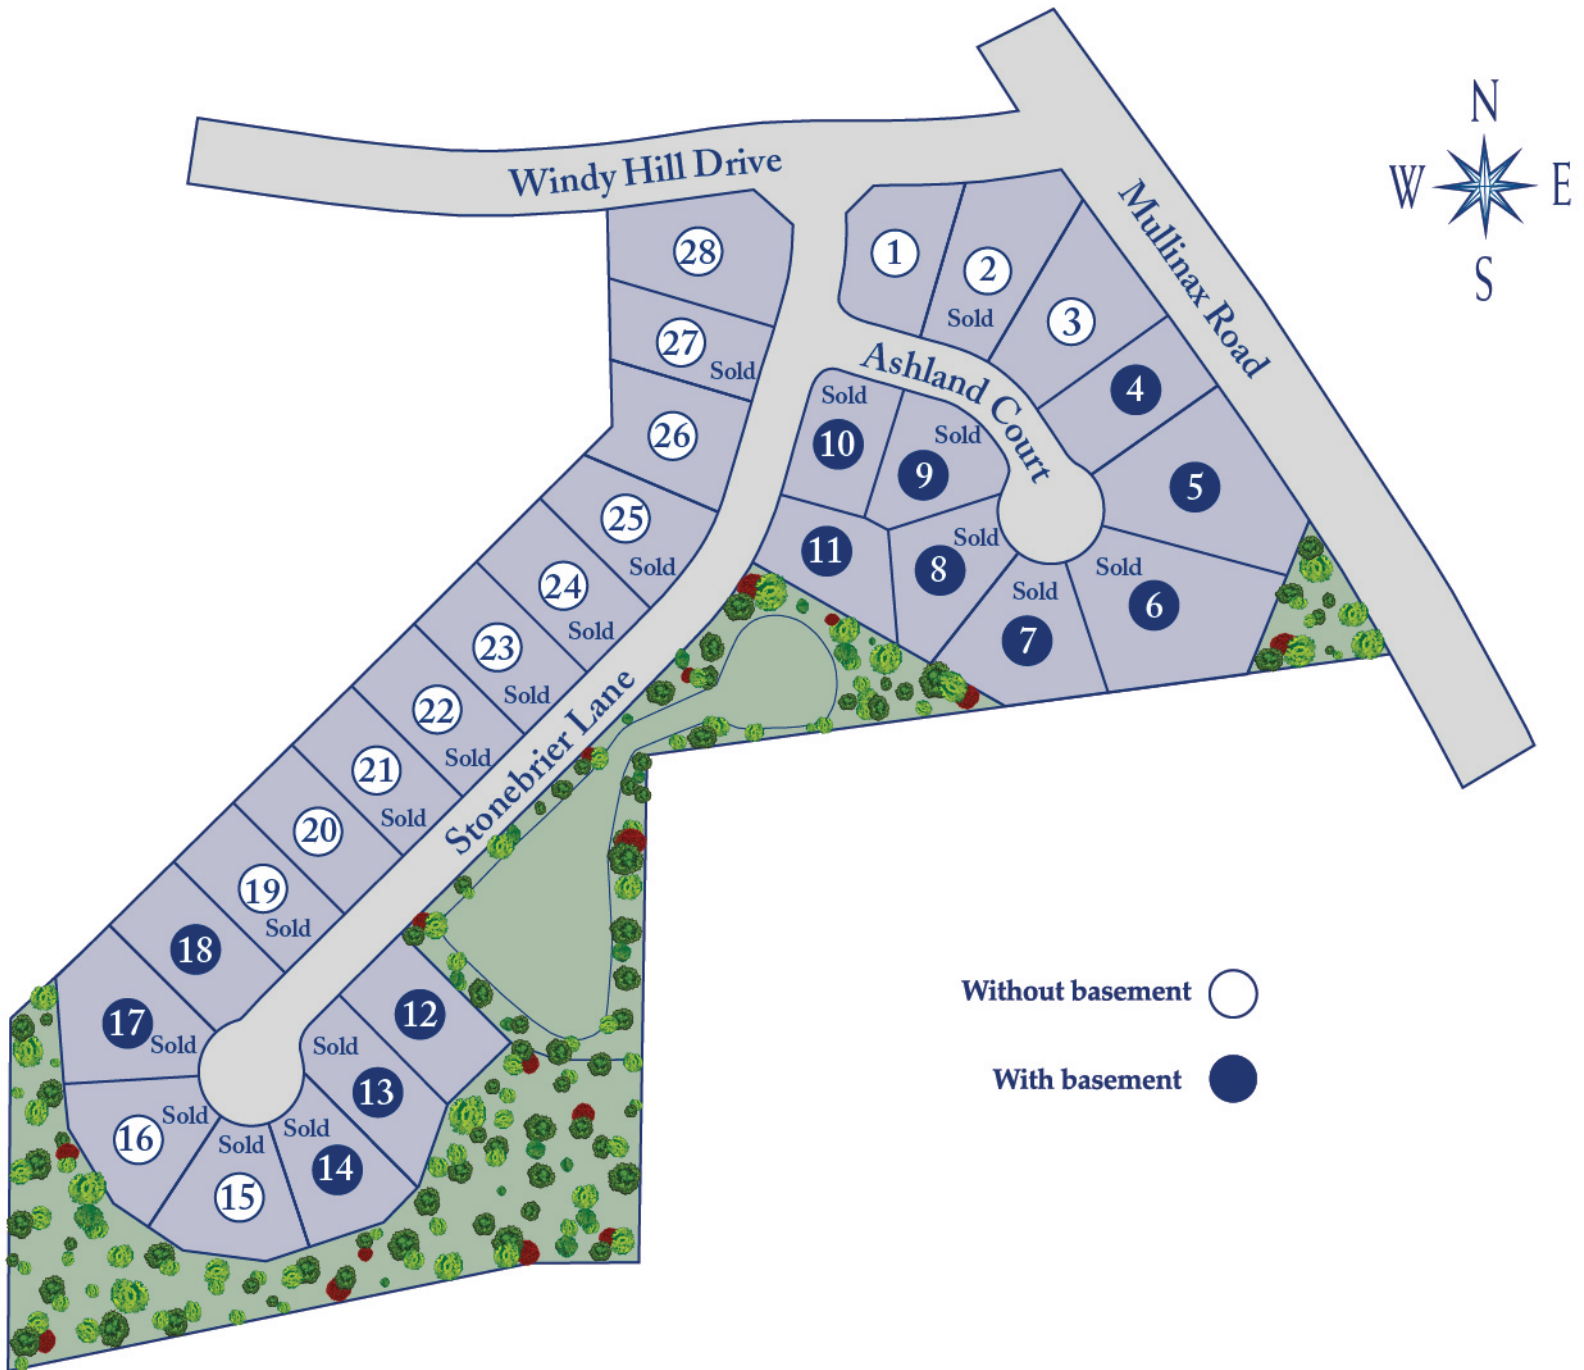 N
W E
S
Windy Hill Drive
Mullinax Road
Ashland Court
Stonebrier Lane
1
2
Sold
3
4
5
6
Sold
7
Sold
8
Sold
9
Sold
10
Sold
11
12
13
Sold
14
Sold
15
Sold
16
Sold
17
Sold
18
19
Sold
20
21
Sold
22
Sold
23
Sold
24
Sold
25
Sold
26
27
Sold
28
Without basement
With basement